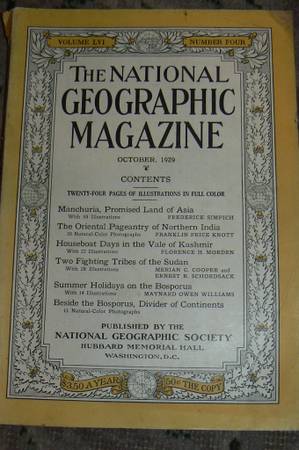 VOLUME LVI NUMBER FOUR
THE NATIONAL
GEOGRAPHIC
MAGAZINE
OCTOBER, 1929
CONTENTS
TWENTY-FOUR PAGES OF ILLUSTRATIONS IN FULL COLOR
Manchuria, Promised Land of Asia
With Illustrations FREDERICK SIMPICH
The Oriental Pageantry of Northern India
Natural-Color Photographs FRANKLIN PRICE KNOTT
Houseboat Days in the Vale of Kashmir
With 22 Illustrations FLORENCE H. MORDEN
Two Fighting Tribes of the Sudan
With 28 Illustrations MERIAN C. COOPER and
ERNEST B. SCHOEDSACK
Summer Holidays on the Bosporus
With 14 Illustrations MAYNARD OWEN WILLIAMS
Beside the Bosporus, Divider of Continents
Natural-Color Photographs
PUBLISHED BY THE
NATIONAL GEOGRAPHIC SOCIETY
HUBBARD MEMORIAL HALL
WASHINGTON, D.C.
$3.50 A YEAR 50¢ THE COPY